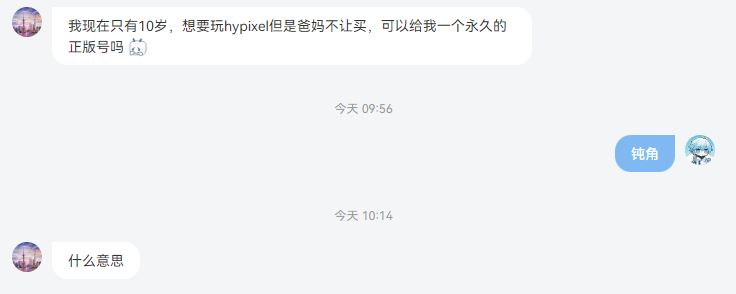 我现在只有10岁，想要玩hypixel但是爸妈不让买，可以给我一个永久的
正版号吗
今天 09:56
钝角
今天 10:14
什么意思